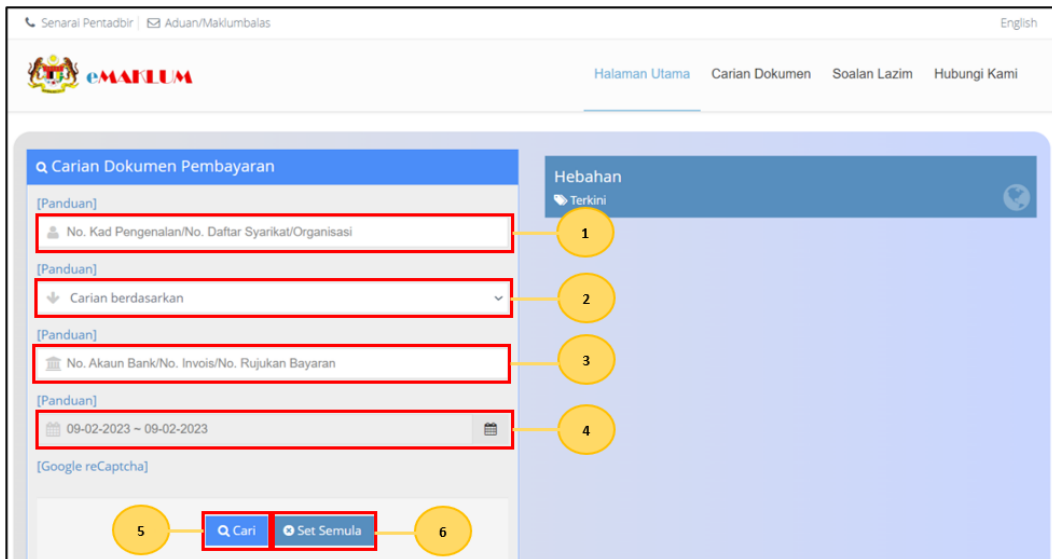 Senarai Pentadbir | Aduan/Maklumbalas English
eMAKLUM Halaman Utama Carian Dokumen Soalan Lazim Hubungi Kami
Carian Dokumen Pembayaran
[Panduan]
No. Kad Pengenalan/No. Daftar Syarikat/Organisasi
[Panduan]
Carian berdasarkan
[Panduan]
No. Akaun Bank/No. Invois/No. Rujukan Bayaran
[Panduan]
09-02-2023 ~ 09-02-2023
[Google reCaptcha]
Cari Set Semula
Hebahan
Terkini
1
2
3
4
5
6